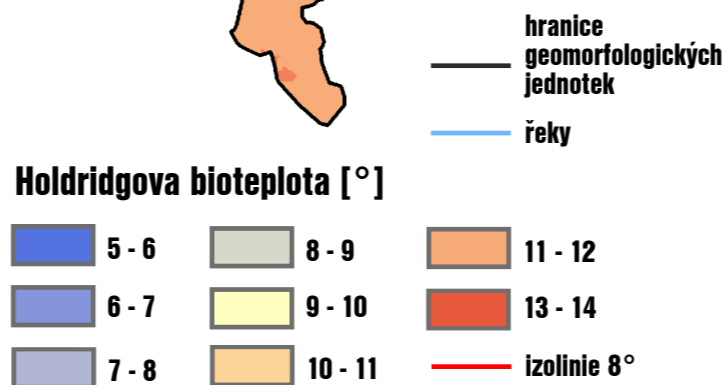 hranice
geomorfologických
jednotek
řeky
Holdridgova bioteplota [°]
5 - 6
8 - 9
11 - 12
6 - 7
9 - 10
13 - 14
7 - 8
10 - 11
izolinie 8°